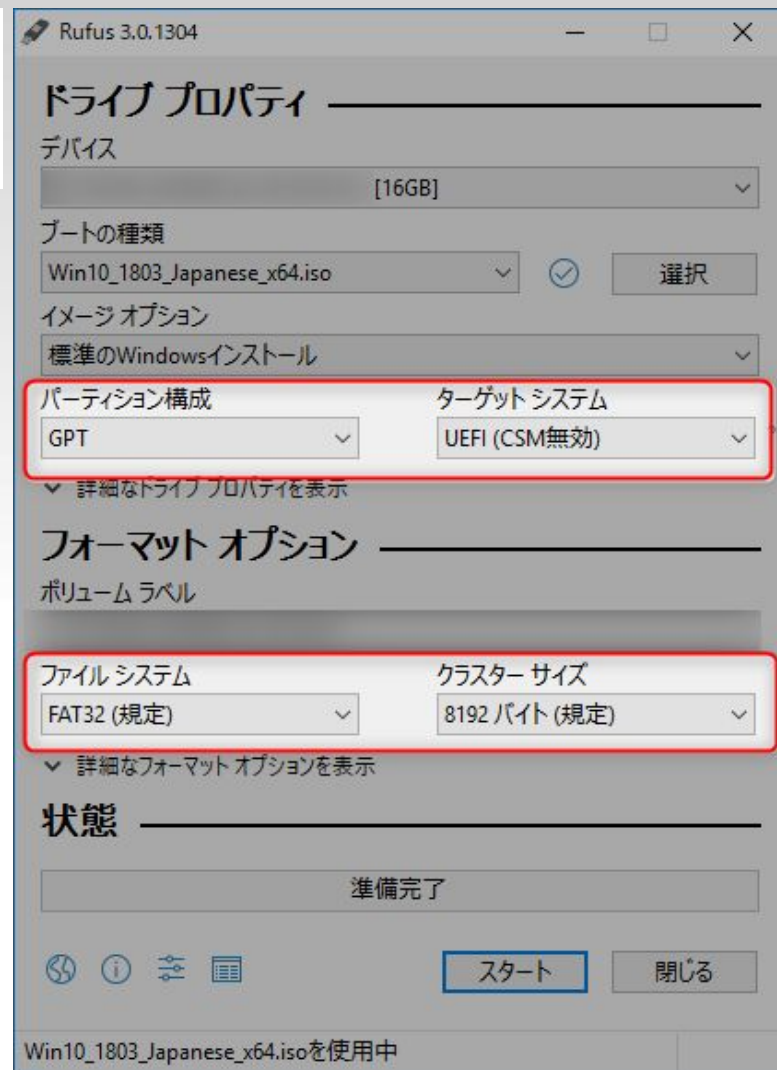 Rufus 3.0.1304
ドライブ プロパティ
デバイス
[16GB]
ブートの種類
Win10_1803_Japanese_x64.iso
選択
イメージ オプション
標準のWindowsインストール
パーティション構成 ターゲット システム
GPT UEFI (CSM無効) ?
詳細なドライブ プロパティを表示
フォーマット オプション
ボリューム ラベル
ファイル システム クラスター サイズ
FAT32 (規定) 8192 バイト (規定)
詳細なフォーマット オプションを表示
状態
準備完了
スタート 閉じる
Win10_1803_Japanese_x64.isoを使用中